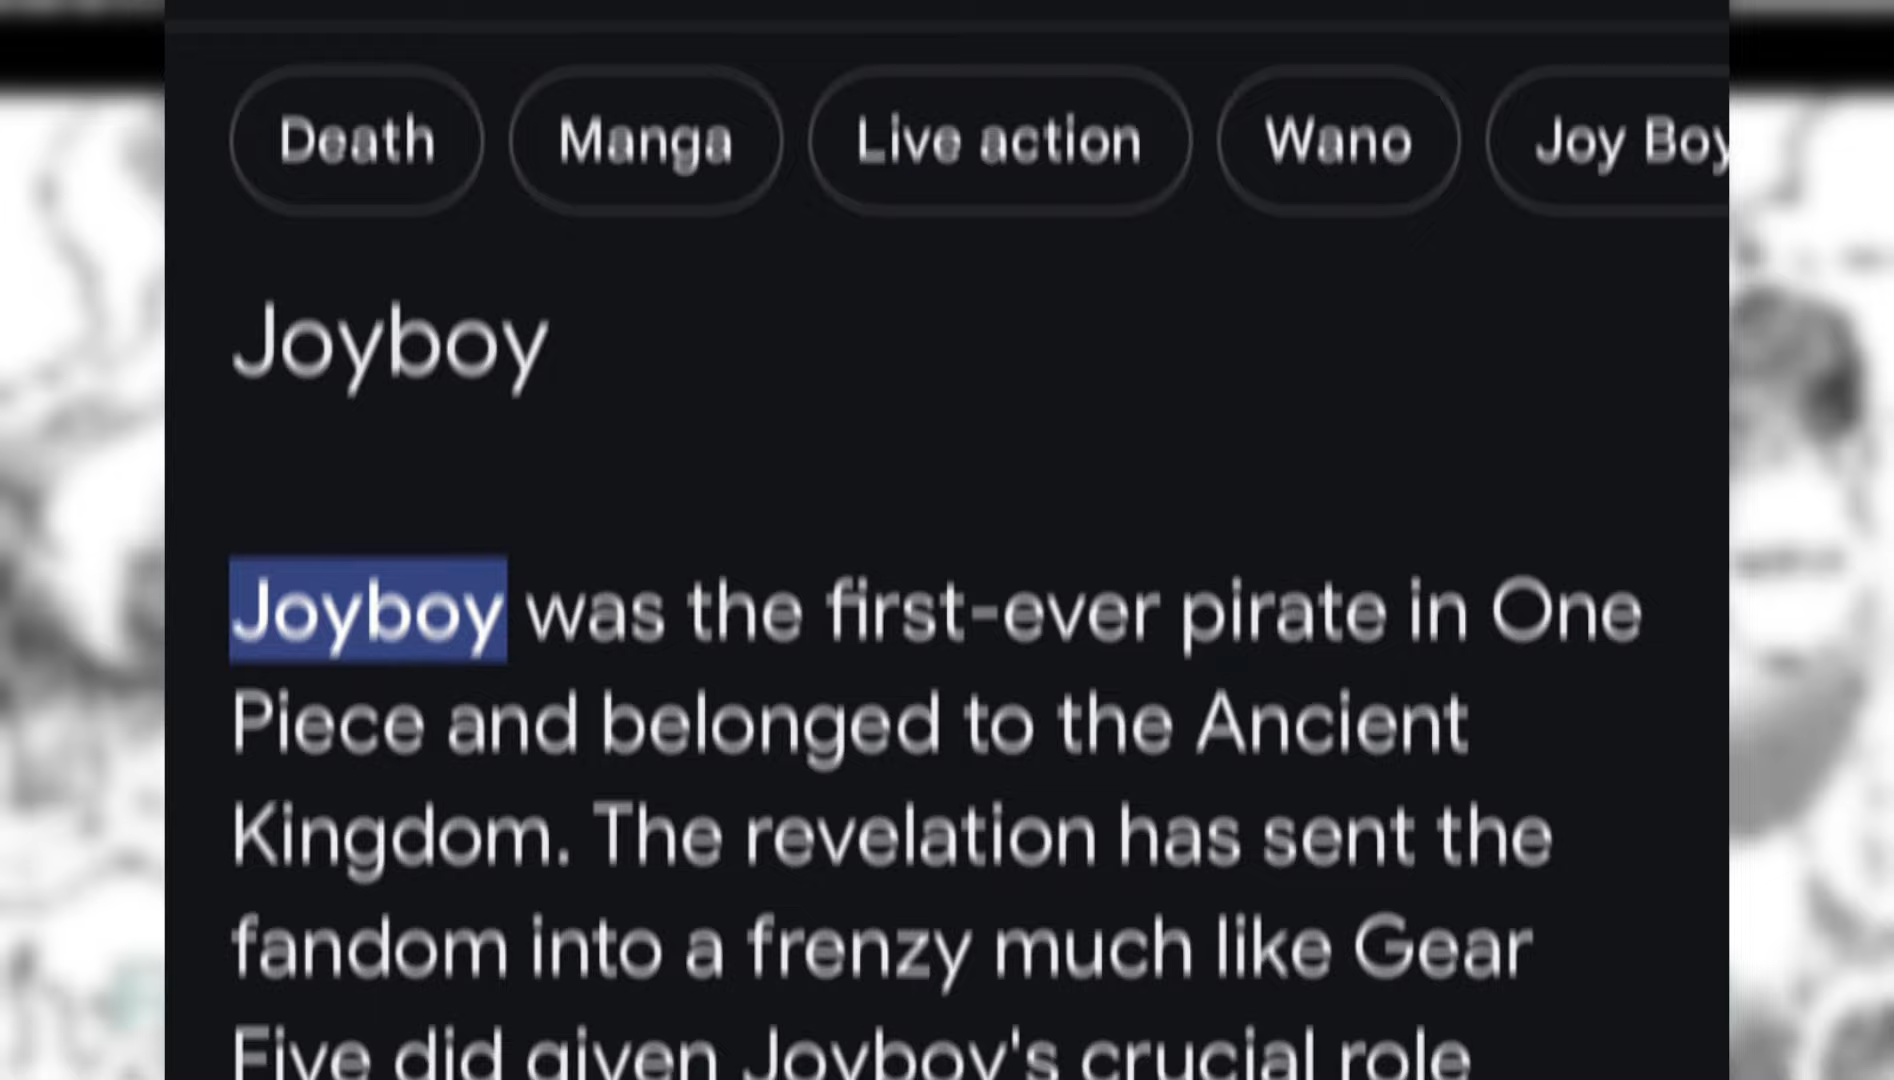 Death Manga Live action Wano Joy Boy
Joyboy
Joyboy was the first-ever pirate in One
Piece and belonged to the Ancient
Kingdom. The revelation has sent the
fandom into a frenzy much like Gear
Five did given Joyboy's crucial role